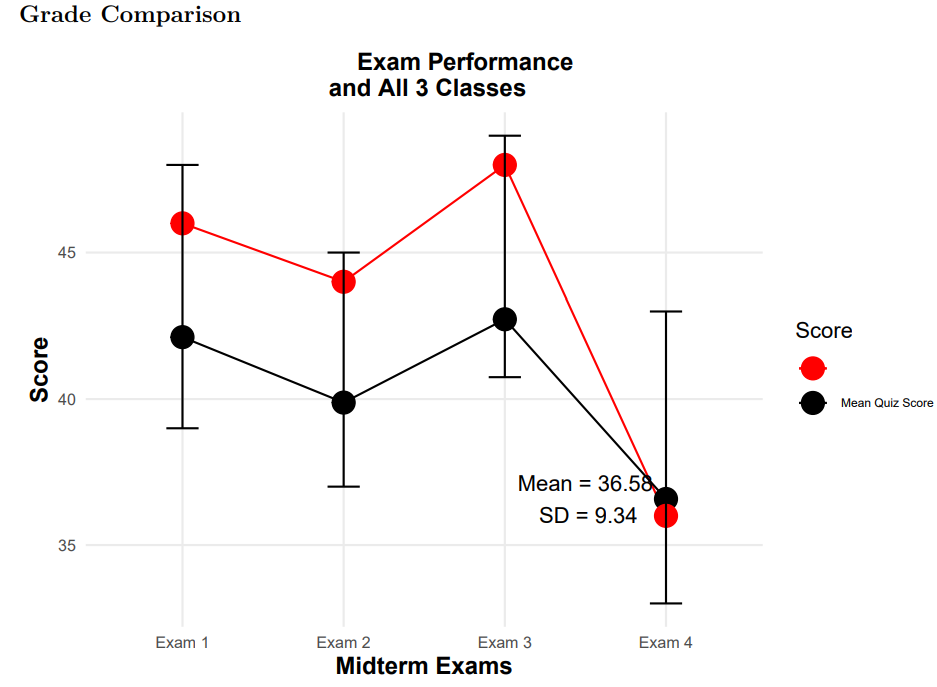 Grade Comparison
Exam Performance
and All 3 Classes
Score
45
40
35
Mean = 36.58
SD = 9.34
Exam 1
Exam 2
Exam 3
Exam 4
Midterm Exams
Score
Mean Quiz Score